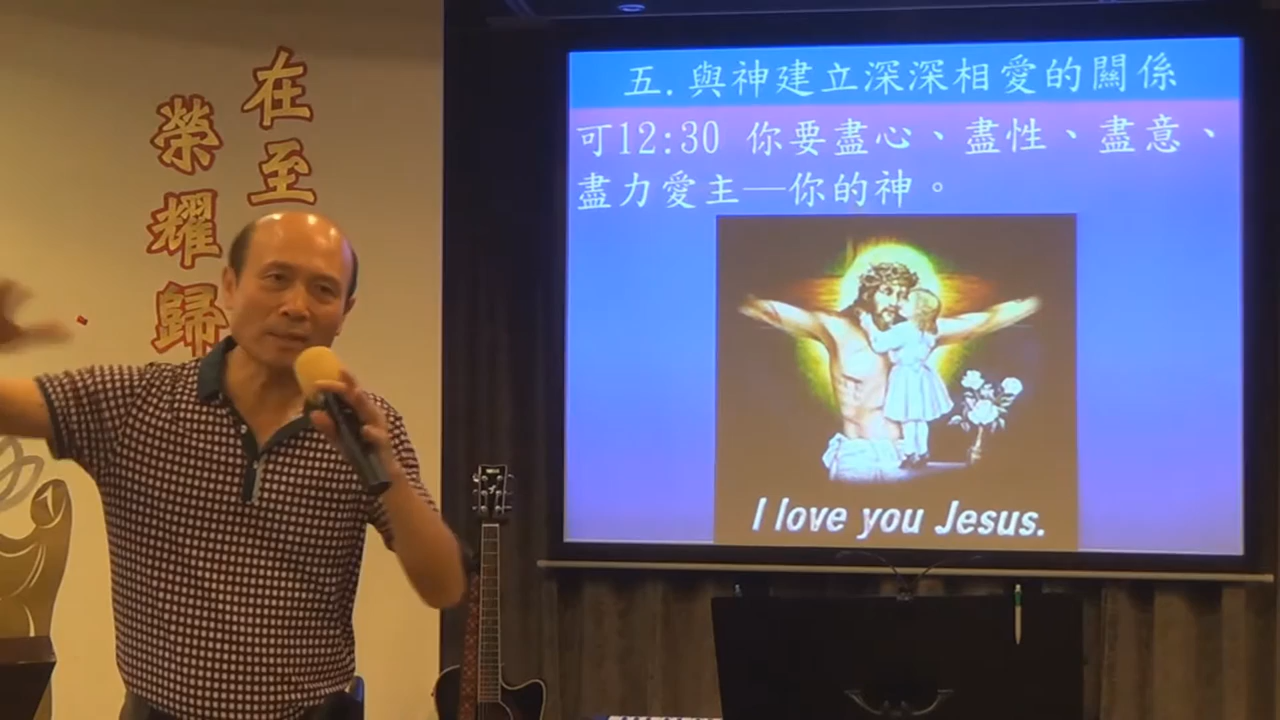 在至
榮耀歸
五.與神建立深深相愛的關係
可12:30 你要盡心、盡性、盡意、
盡力愛主─你的神。
I love you Jesus.